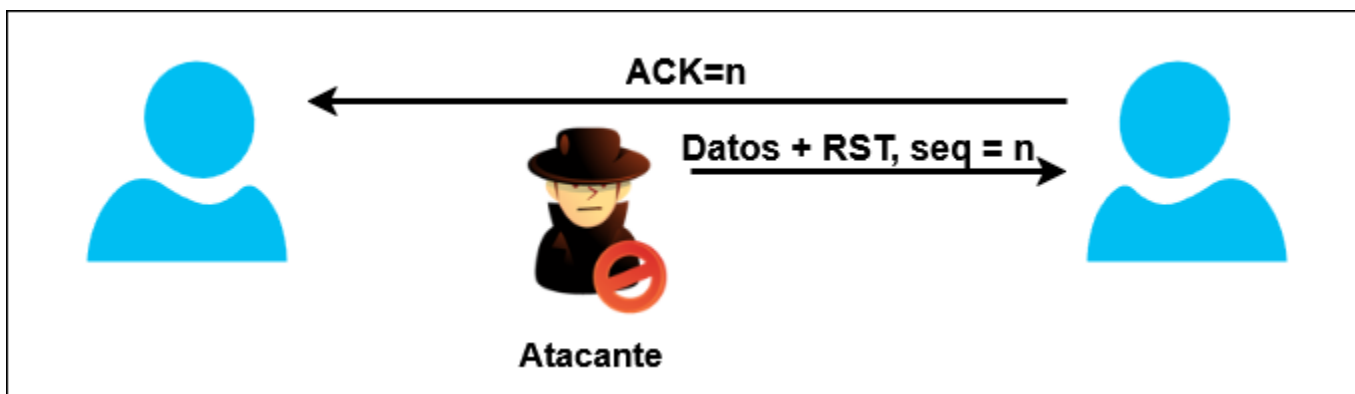 ACK=n
Datos + RST, seq = n
Atacante